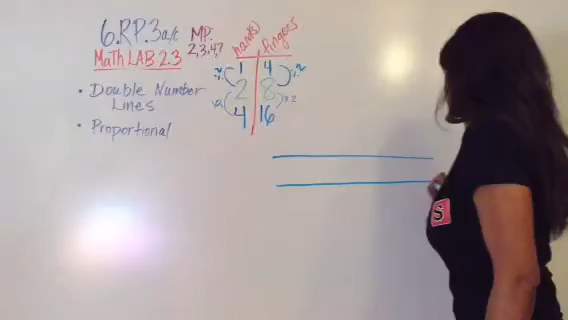 6.RP.3a/c MP:
2,3,4,7
Math LAB 2.3
• Double Number
Lines
• Proportional
hand(s) fingers
1 4
2 8
4 16
x2 x2
S